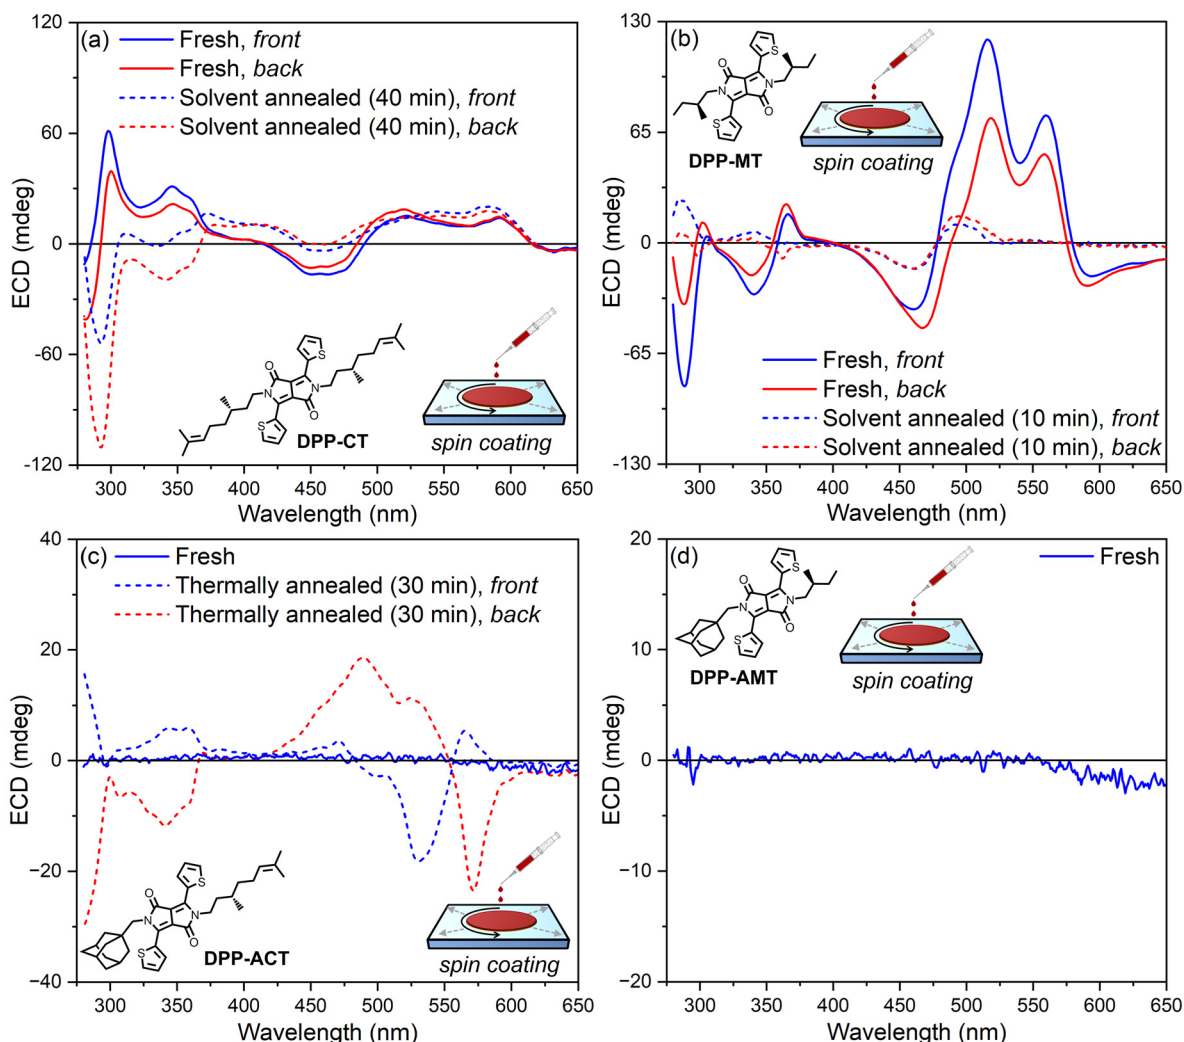 (a)
Fresh, front
Fresh, back
Solvent annealed (40 min), front
Solvent annealed (40 min), back
120
60
0
-60
-120
ECD (mdeg)
O
S
N
N
O
S
DPP-CT
spin coating
300 350 400 450 500 550 600 650
Wavelength (nm)
(b)
S
O
N
N
O
S
DPP-MT
spin coating
Fresh, front
Fresh, back
Solvent annealed (10 min), front
Solvent annealed (10 min), back
130
65
0
-65
-130
ECD (mdeg)
300 350 400 450 500 550 600 650
Wavelength (nm)
(c)
Fresh
Thermally annealed (30 min), front
Thermally annealed (30 min), back
40
20
0
−20
−40
ECD (mdeg)
S
O
N
N
O
S
DPP-ACT
spin coating
300 350 400 450 500 550 600 650
Wavelength (nm)
(d)
S
O
N
N
O
S
DPP-AMT
spin coating
Fresh
20
10
0
−10
−20
ECD (mdeg)
300 350 400 450 500 550 600 650
Wavelength (nm)